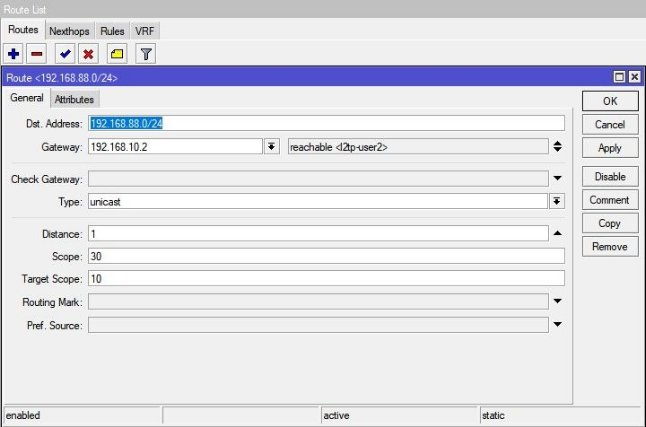 Route List
Routes Nexthops Rules VRF
Route <192.168.88.0/24>
General Attributes
Dst. Address: 192.168.88.0/24
Gateway: 192.168.10.2 reachable <l2tp-user2>
Check Gateway:
Type: unicast
Distance: 1
Scope: 30
Target Scope: 10
Routing Mark:
Pref. Source:
OK
Cancel
Apply
Disable
Comment
Copy
Remove
enabled active static